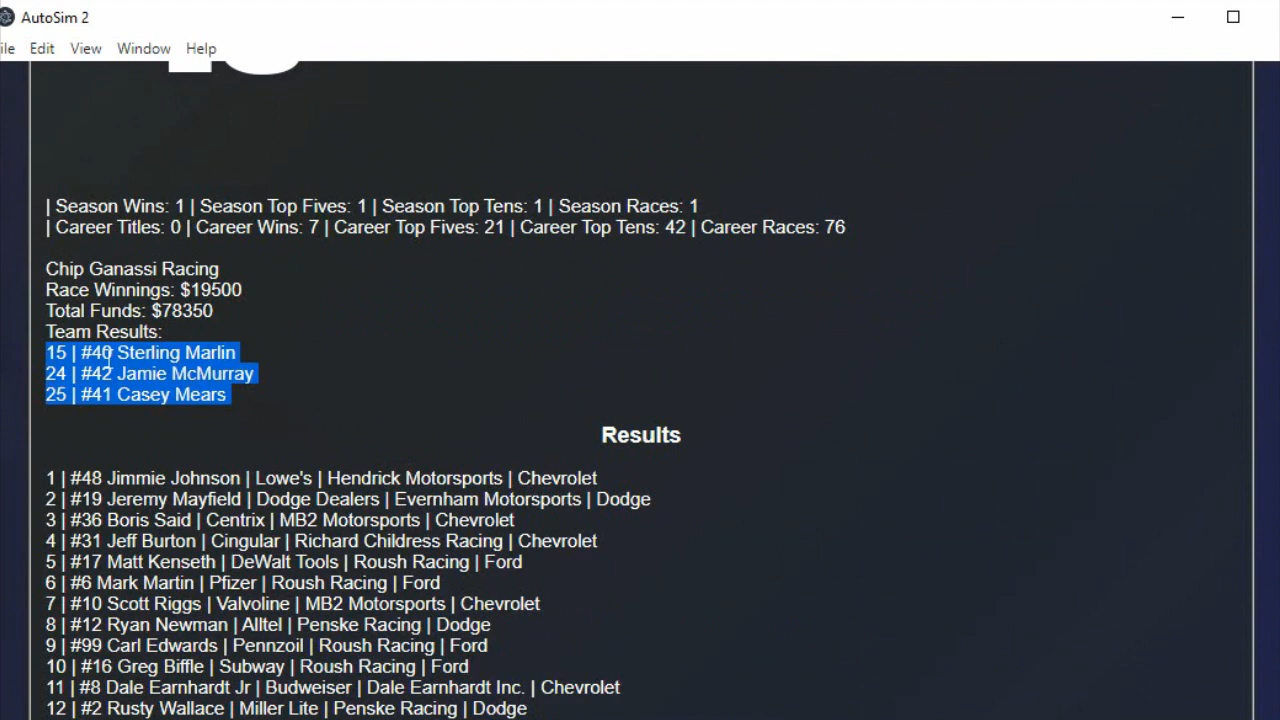 AutoSim 2
ile Edit View Window Help
| Season Wins: 1 | Season Top Fives: 1 | Season Top Tens: 1 | Season Races: 1
| Career Titles: 0 | Career Wins: 7 | Career Top Fives: 21 | Career Top Tens: 42 | Career Races: 76
Chip Ganassi Racing
Race Winnings: $19500
Total Funds: $78350
Team Results:
15 | #40 Sterling Marlin
24 | #42 Jamie McMurray
25 | #41 Casey Mears
Results
1 | #48 Jimmie Johnson | Lowe's | Hendrick Motorsports | Chevrolet
2 | #19 Jeremy Mayfield | Dodge Dealers | Evernham Motorsports | Dodge
3 | #36 Boris Said | Centrix | MB2 Motorsports | Chevrolet
4 | #31 Jeff Burton | Cingular | Richard Childress Racing | Chevrolet
5 | #17 Matt Kenseth | DeWalt Tools | Roush Racing | Ford
6 | #6 Mark Martin | Pfizer | Roush Racing | Ford
7 | #10 Scott Riggs | Valvoline | MB2 Motorsports | Chevrolet
8 | #12 Ryan Newman | Alltel | Penske Racing | Dodge
9 | #99 Carl Edwards | Pennzoil | Roush Racing | Ford
10 | #16 Greg Biffle | Subway | Roush Racing | Ford
11 | #8 Dale Earnhardt Jr | Budweiser | Dale Earnhardt Inc. | Chevrolet
12 | #2 Rusty Wallace | Miller Lite | Penske Racing | Dodge